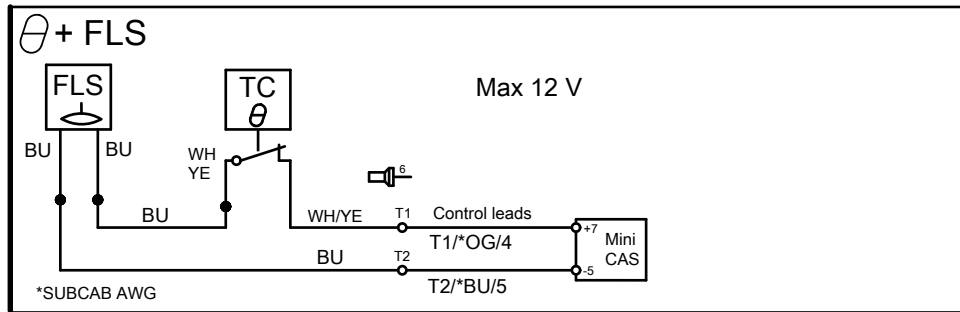 θ + FLS
FLS
TC
θ
Max 12 V
BU
BU
WH
YE
6
BU
WH/YE
T1
Control leads
T1/*OG/4
+7
Mini
CAS
BU
T2
-5
T2/*BU/5
*SUBCAB AWG